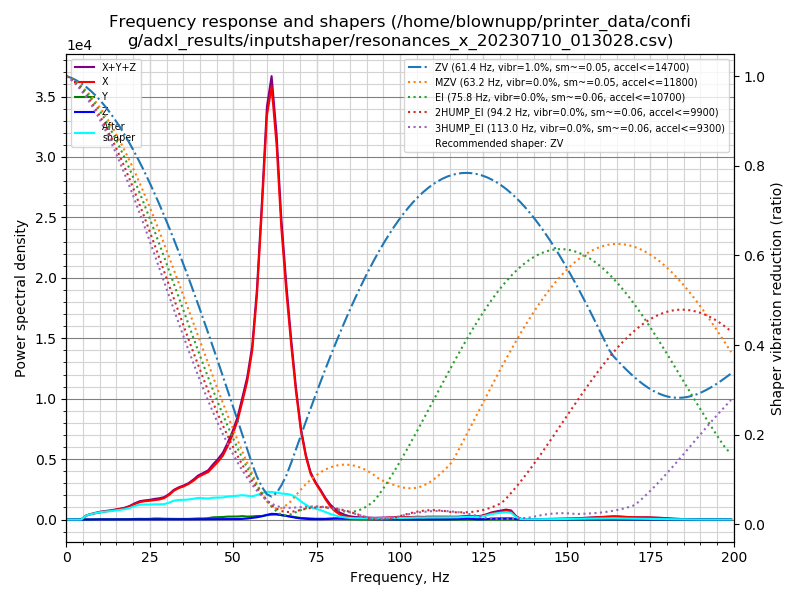 Frequency response and shapers (/home/blownupp/printer_data/confi
g/adxl_results/inputshaper/resonances_x_20230710_013028.csv)
1e4
X+Y+Z
X
Y
Z
After
shaper
ZV (61.4 Hz, vibr=1.0%, sm~=0.05, accel<=14700)
MZV (63.2 Hz, vibr=0.0%, sm~=0.05, accel<=11800)
EI (75.8 Hz, vibr=0.0%, sm~=0.06, accel<=10700)
2HUMP_EI (94.2 Hz, vibr=0.0%, sm~=0.06, accel<=9900)
3HUMP_EI (113.0 Hz, vibr=0.0%, sm~=0.06, accel<=9300)
Recommended shaper: ZV
Power spectral density
3.5
3.0
2.5
2.0
1.5
1.0
0.5
0.0
1.0
0.8
0.6
0.4
0.2
0.0
Shaper vibration reduction (ratio)
0 25 50 75 100 125 150 175 200
Frequency, Hz